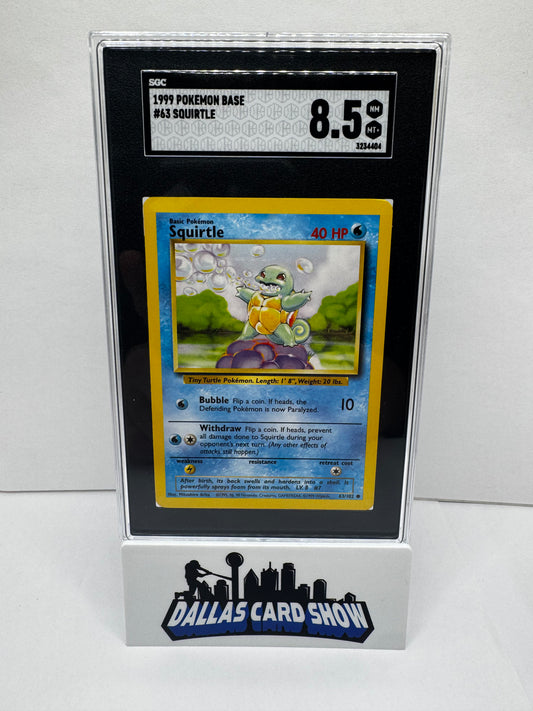 SGC
1999 POKEMON BASE
#63 SQUIRTLE
8.5
NM
MT+
3234404
Basic Pokémon
Squirtle
40 HP
Tiny Turtle Pokémon. Length: 1' 8", Weight: 20 lbs.
Bubble Flip a coin. If heads, the
Defending Pokémon is now Paralyzed.
10
Withdraw Flip a coin. If heads, prevent
all damage done to Squirtle during your
opponent's next turn. (Any other effects of
attacks still happen.)
weakness
resistance
retreat cost
After birth, its back swells and hardens into a shell. It
powerfully sprays foam from its mouth. LV. 8 #7
63/102
DALLAS CARD SHOW